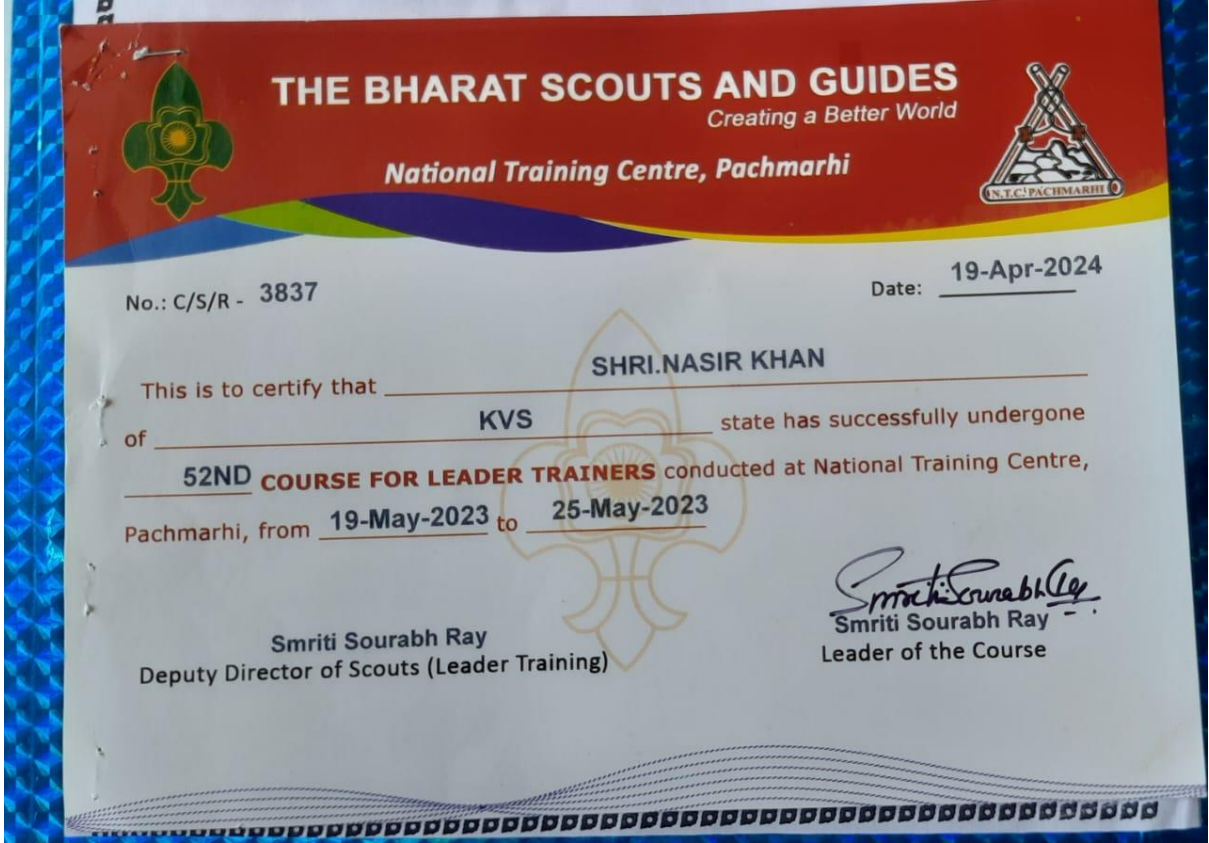 THE BHARAT SCOUTS AND GUIDES
Creating a Better World
National Training Centre, Pachmarhi
N.T.C. PACHMARHI
No.: C/S/R - 3837
Date: 19-Apr-2024
This is to certify that SHRI.NASIR KHAN
of KVS state has successfully undergone
52ND COURSE FOR LEADER TRAINERS conducted at National Training Centre,
Pachmarhi, from 19-May-2023 to 25-May-2023
Smriti Sourabh Ray
Smriti Sourabh Ray
Deputy Director of Scouts (Leader Training)
Smriti Sourabh Ray
Leader of the Course